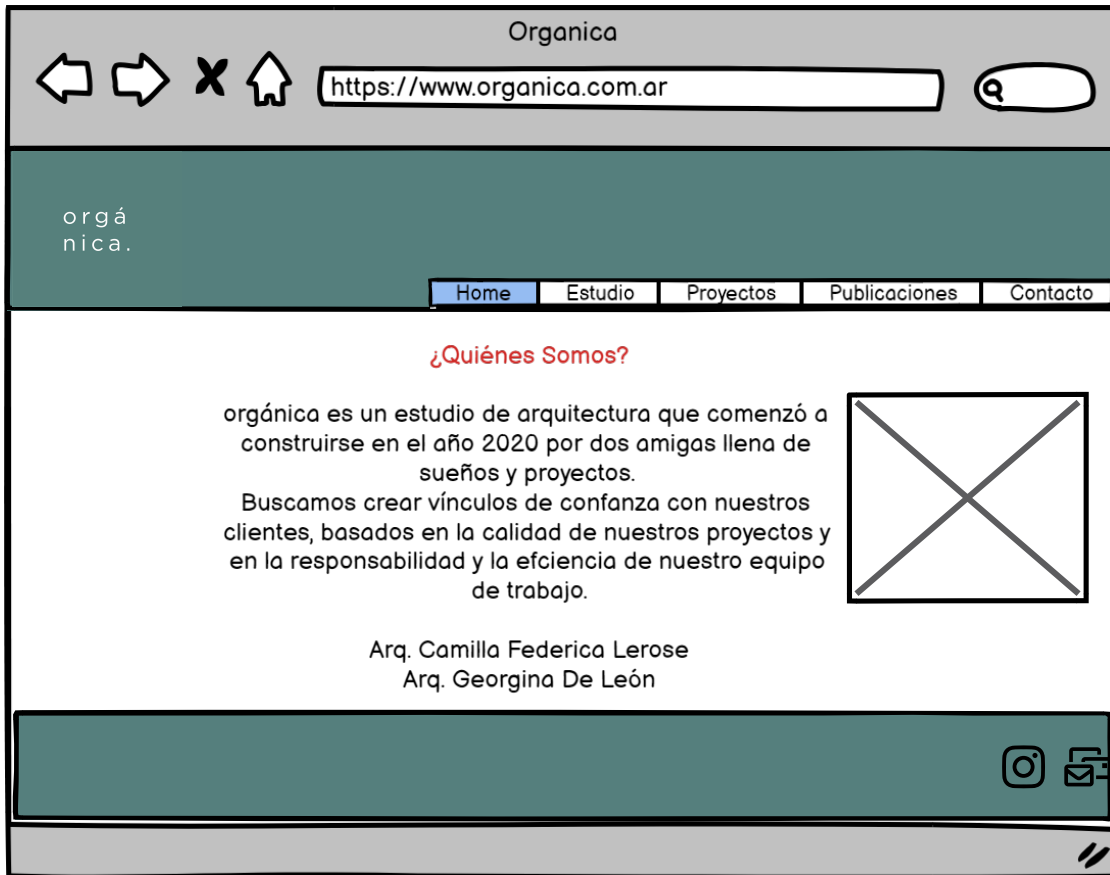 Organica
https://www.organica.com.ar
orgá
nica.
Home Estudio Proyectos Publicaciones Contacto
¿Quiénes Somos?
orgánica es un estudio de arquitectura que comenzó a
construirse en el año 2020 por dos amigas llena de
sueños y proyectos.
Buscamos crear vínculos de confanza con nuestros
clientes, basados en la calidad de nuestros proyectos y
en la responsabilidad y la efciencia de nuestro equipo
de trabajo.
Arq. Camilla Federica Lerose
Arq. Georgina De León